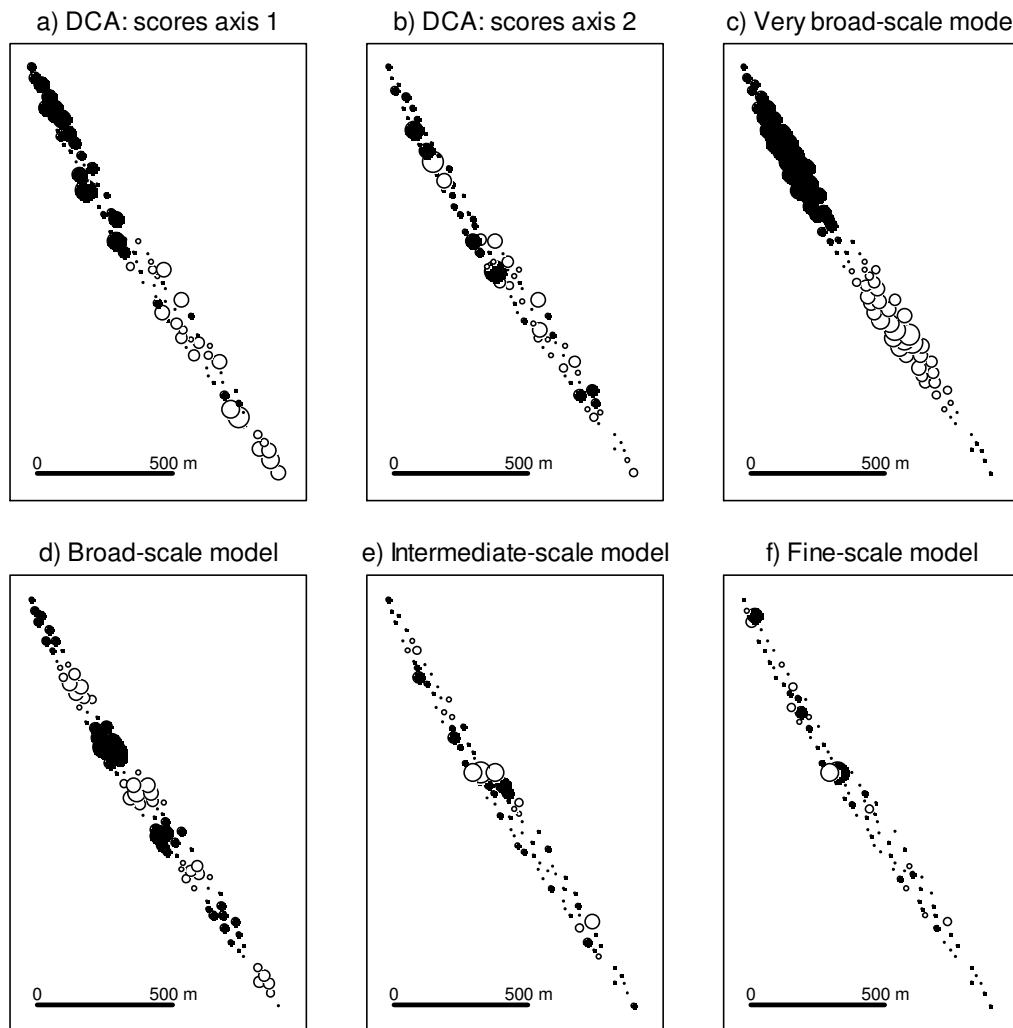 a) DCA: scores axis 1
b) DCA: scores axis 2
c) Very broad-scale model
0 500 m
0 500 m
0 500 m
d) Broad-scale model
e) Intermediate-scale model
f) Fine-scale model
0 500 m
0 500 m
0 500 m